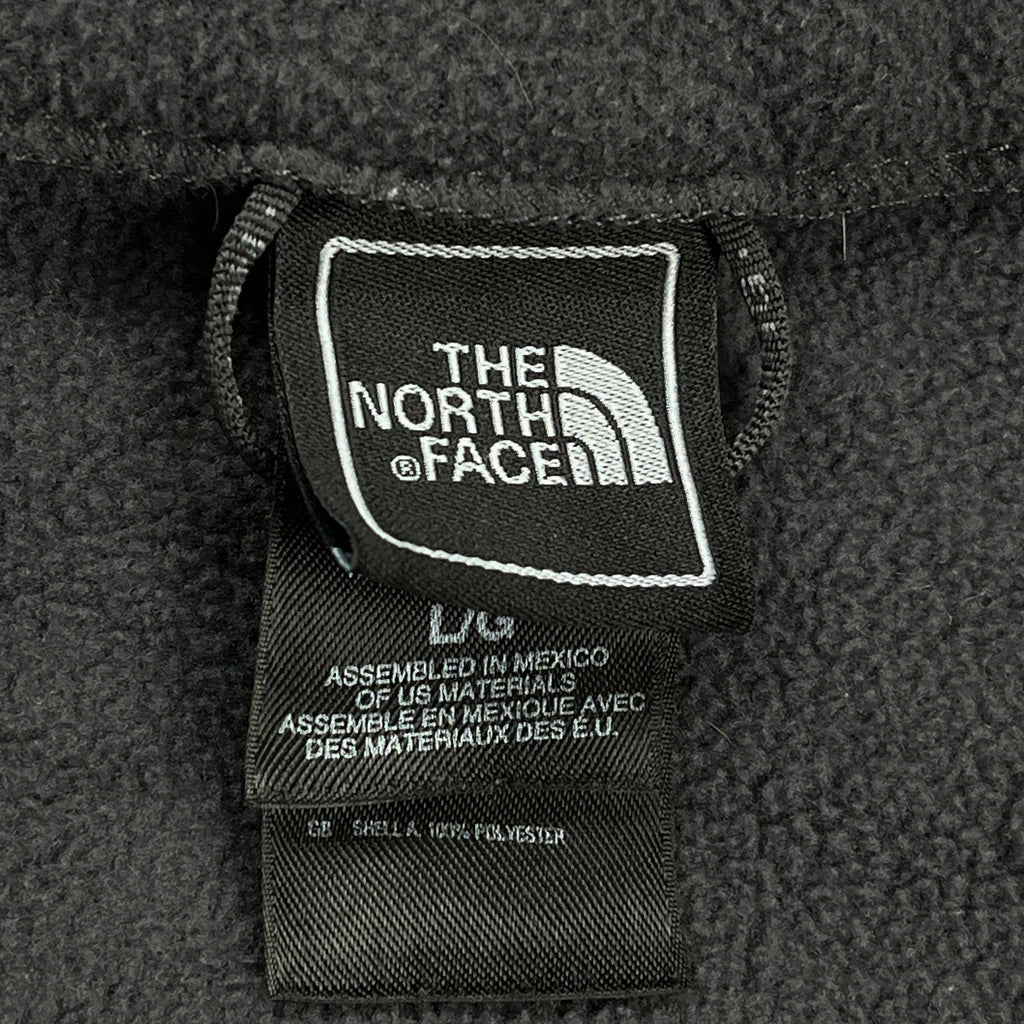 THE
NORTH
®FACE
L/G
ASSEMBLED IN MEXICO
OF US MATERIALS
ASSEMBLE EN MEXIQUE AVEC
DES MATERIAUX DES É.U.
GB SHELL A. 100% POLYESTER